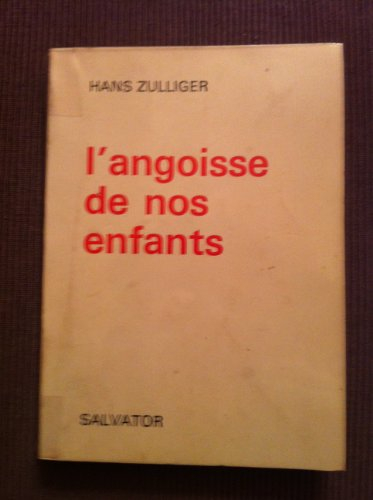 HANS ZULLIGER
l'angoisse
de nos
enfants
SALVATOR